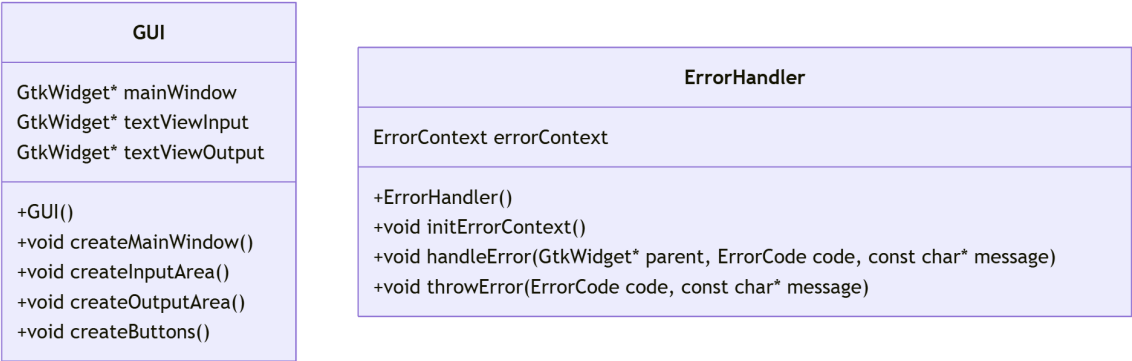 GUI
GtkWidget* mainWindow
GtkWidget* textViewInput
GtkWidget* textViewOutput
+GUI()
+void createMainWindow()
+void createInputArea()
+void createOutputArea()
+void createButtons()
ErrorHandler
ErrorContext errorContext
+ErrorHandler()
+void initErrorContext()
+void handleError(GtkWidget* parent, ErrorCode code, const char* message)
+void throwError(ErrorCode code, const char* message)